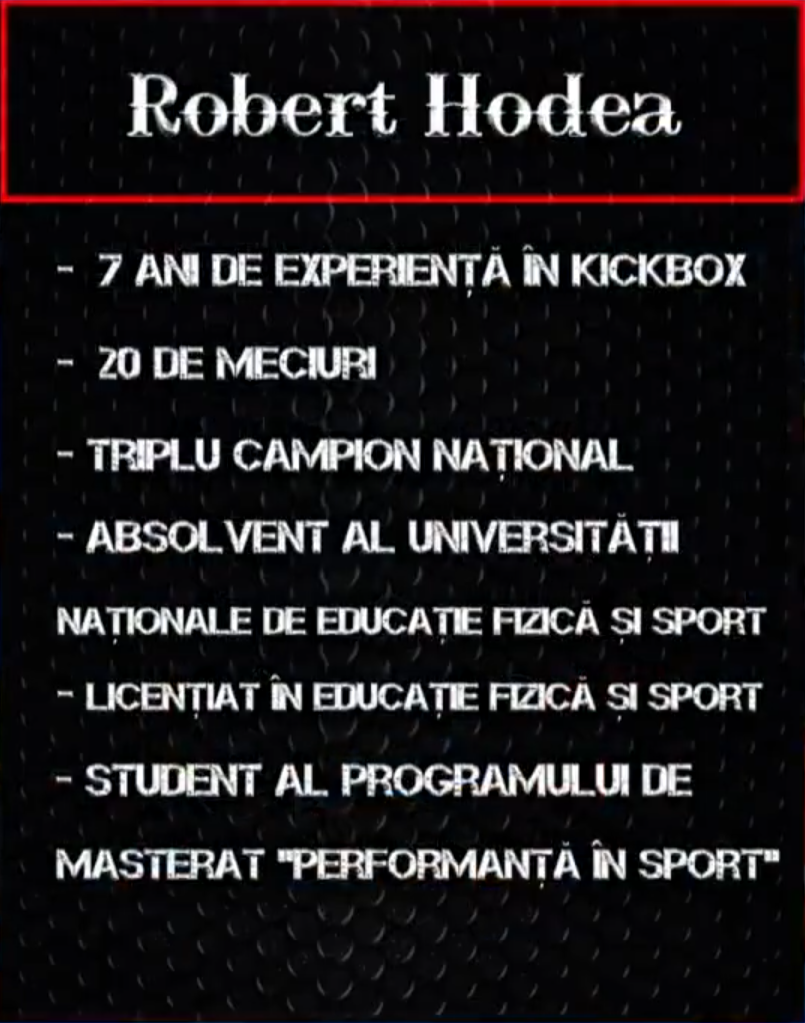 Robert Hodea
- 7 ANI DE EXPERIENȚĂ ÎN KICKBOX
- 20 DE MECIURI
- TRIPLU CAMPION NAȚIONAL
- ABSOLVENT AL UNIVERSITĂȚII
NAȚIONALE DE EDUCAȚIE FIZICĂ ȘI SPORT
- LICENȚIAT ÎN EDUCAȚIE FIZICĂ ȘI SPORT
- STUDENT AL PROGRAMULUI DE
MASTERAT "PERFORMANȚĂ ÎN SPORT"